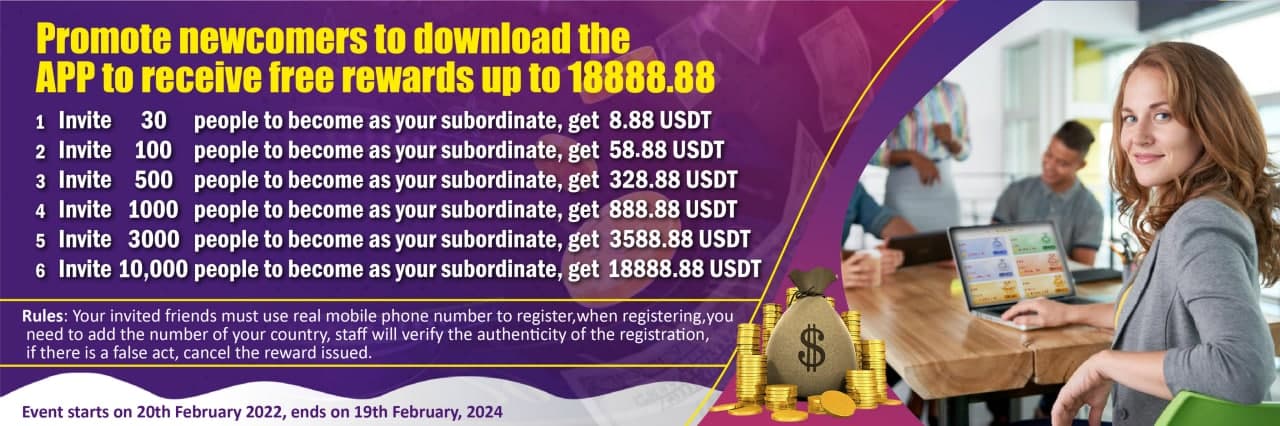 Promote newcomers to download the
APP to receive free rewards up to 18888.88
1 Invite 30 people to become as your subordinate, get 8.88 USDT
2 Invite 100 people to become as your subordinate, get 58.88 USDT
3 Invite 500 people to become as your subordinate, get 328.88 USDT
4 Invite 1000 people to become as your subordinate, get 888.88 USDT
5 Invite 3000 people to become as your subordinate, get 3588.88 USDT
6 Invite 10,000 people to become as your subordinate, get 18888.88 USDT
Rules: Your invited friends must use real mobile phone number to register,when registering,you
need to add the number of your country, staff will verify the authenticity of the registration,
if there is a false act, cancel the reward issued.
Event starts on 20th February 2022, ends on 19th February, 2024
$